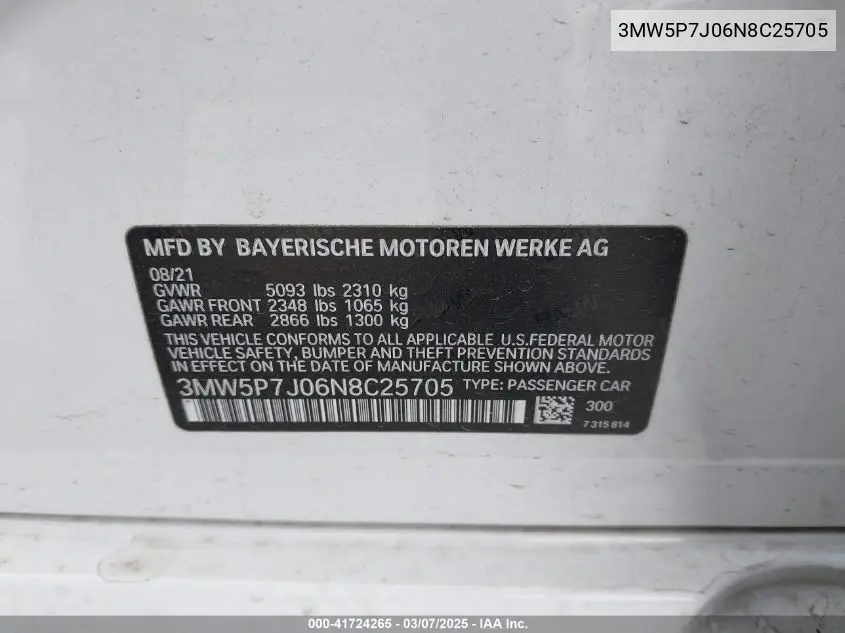 3MW5P7J06N8C25705
MFD BY BAYERISCHE MOTOREN WERKE AG
08/21
GVWR 5093 lbs 2310 kg
GAWR FRONT 2348 lbs 1065 kg
GAWR REAR 2866 lbs 1300 kg
THIS VEHICLE CONFORMS TO ALL APPLICABLE U.S.FEDERAL MOTOR
VEHICLE SAFETY, BUMPER AND THEFT PREVENTION STANDARDS
IN EFFECT ON THE DATE OF MANUFACTURE SHOWN ABOVE.
3MW5P7J06N8C25705 TYPE: PASSENGER CAR
300
7 315 814
000-41724265 - 03/07/2025 - IAA Inc.